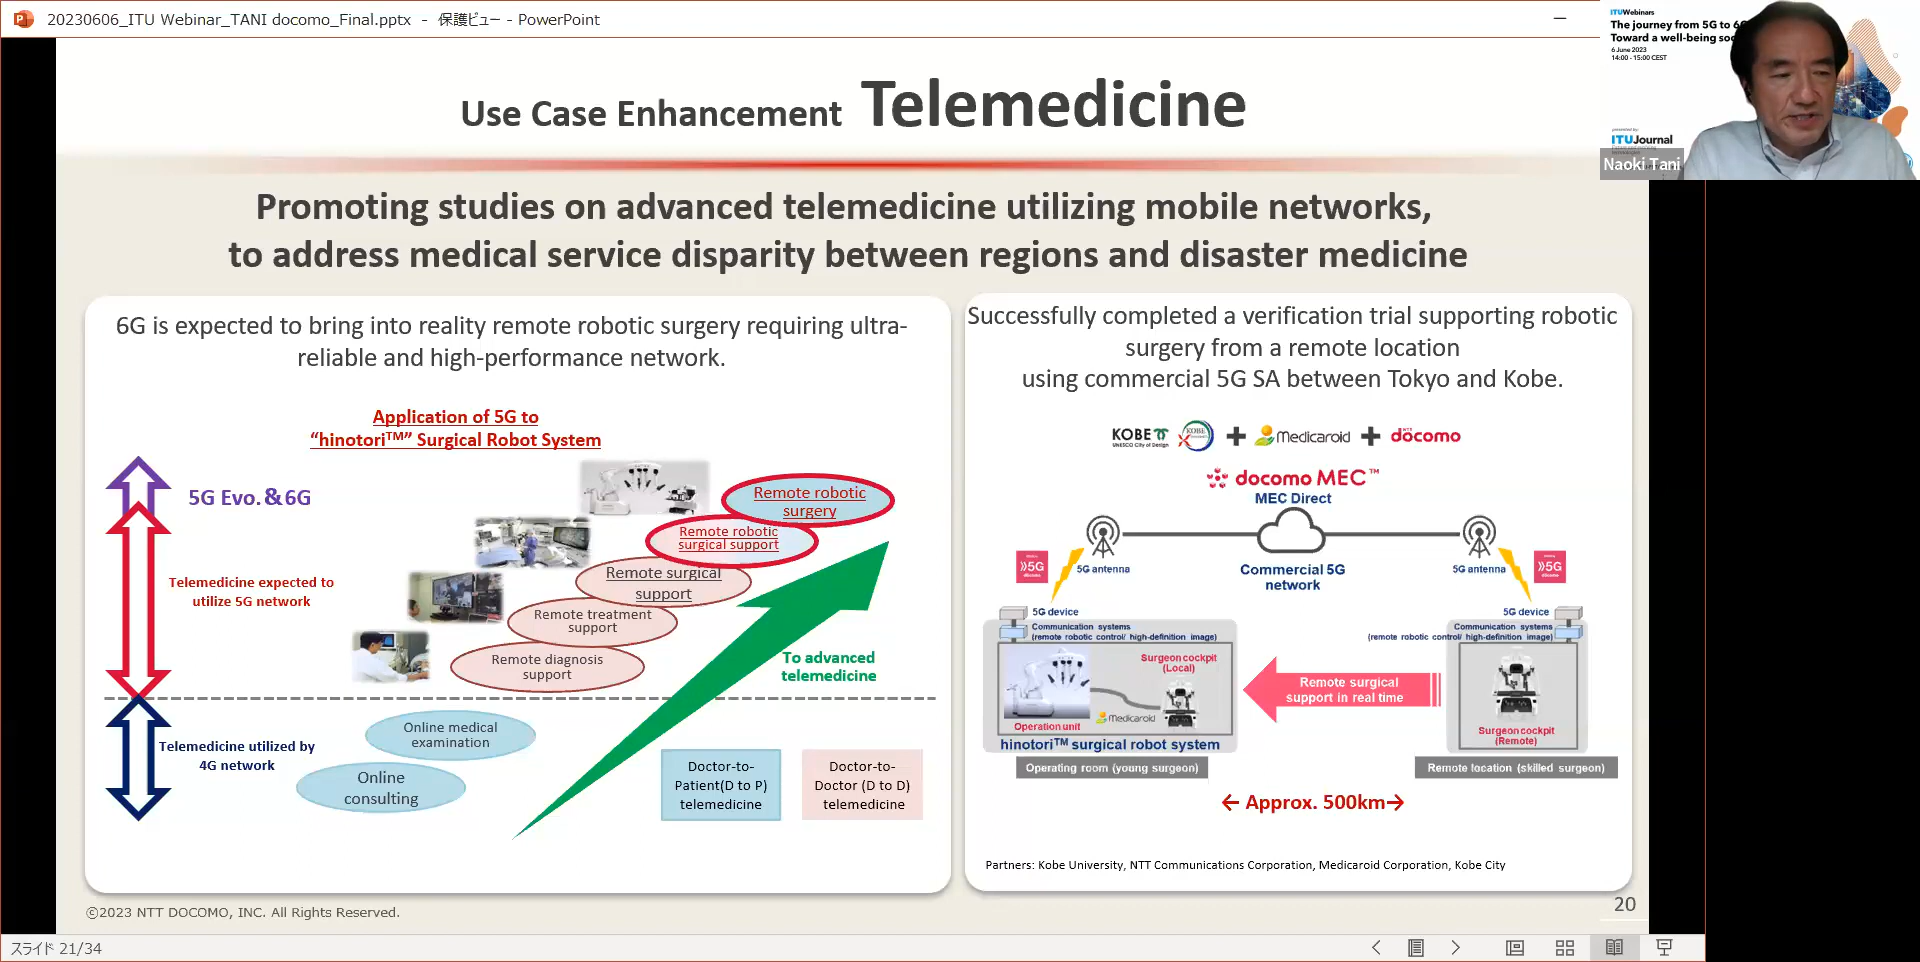 20230606_ITU Webinar_TANI docomo_Final.pptx - 保護ビュー - PowerPoint
ITUWebinars
The journey from 5G to 6
Toward a well-being soc
6 June 2023
14:00 - 15:00 CEST
presented by:
ITUJournal
Naoki Tani
Use Case Enhancement Telemedicine
Promoting studies on advanced telemedicine utilizing mobile networks,
to address medical service disparity between regions and disaster medicine
6G is expected to bring into reality remote robotic surgery requiring ultra-
reliable and high-performance network.
Application of 5G to
“hinotori™” Surgical Robot System
5G Evo.&6G
Telemedicine expected to
utilize 5G network
Telemedicine utilized by
4G network
Remote robotic
surgery
Remote robotic
surgical support
Remote surgical
support
Remote treatment
support
Remote diagnosis
support
Online medical
examination
Online
consulting
To advanced
telemedicine
Doctor-to-
Patient(D to P)
telemedicine
Doctor-to-
Doctor (D to D)
telemedicine
Successfully completed a verification trial supporting robotic
surgery from a remote location
using commercial 5G SA between Tokyo and Kobe.
KOBE
UNESCO City of Design
KOBE
+ Medicaroid + NTT docomo
docomo MEC™
MEC Direct
5G antenna
Commercial 5G
network
5G antenna
5G
docomo
5G
docomo
5G device
Communication systems
(remote robotic control/ high-definition image)
5G device
Communication systems
(remote robotic control/ high-definition image)
Surgeon cockpit
(Local)
Medicaroid
Operation unit
hinotori™ surgical robot system
Operating room (young surgeon)
Remote surgical
support in real time
Surgeon cockpit
(Remote)
Remote location (skilled surgeon)
← Approx. 500km→
Partners: Kobe University, NTT Communications Corporation, Medicaroid Corporation, Kobe City
©2023 NTT DOCOMO, INC. All Rights Reserved.
20
スライド 21/34